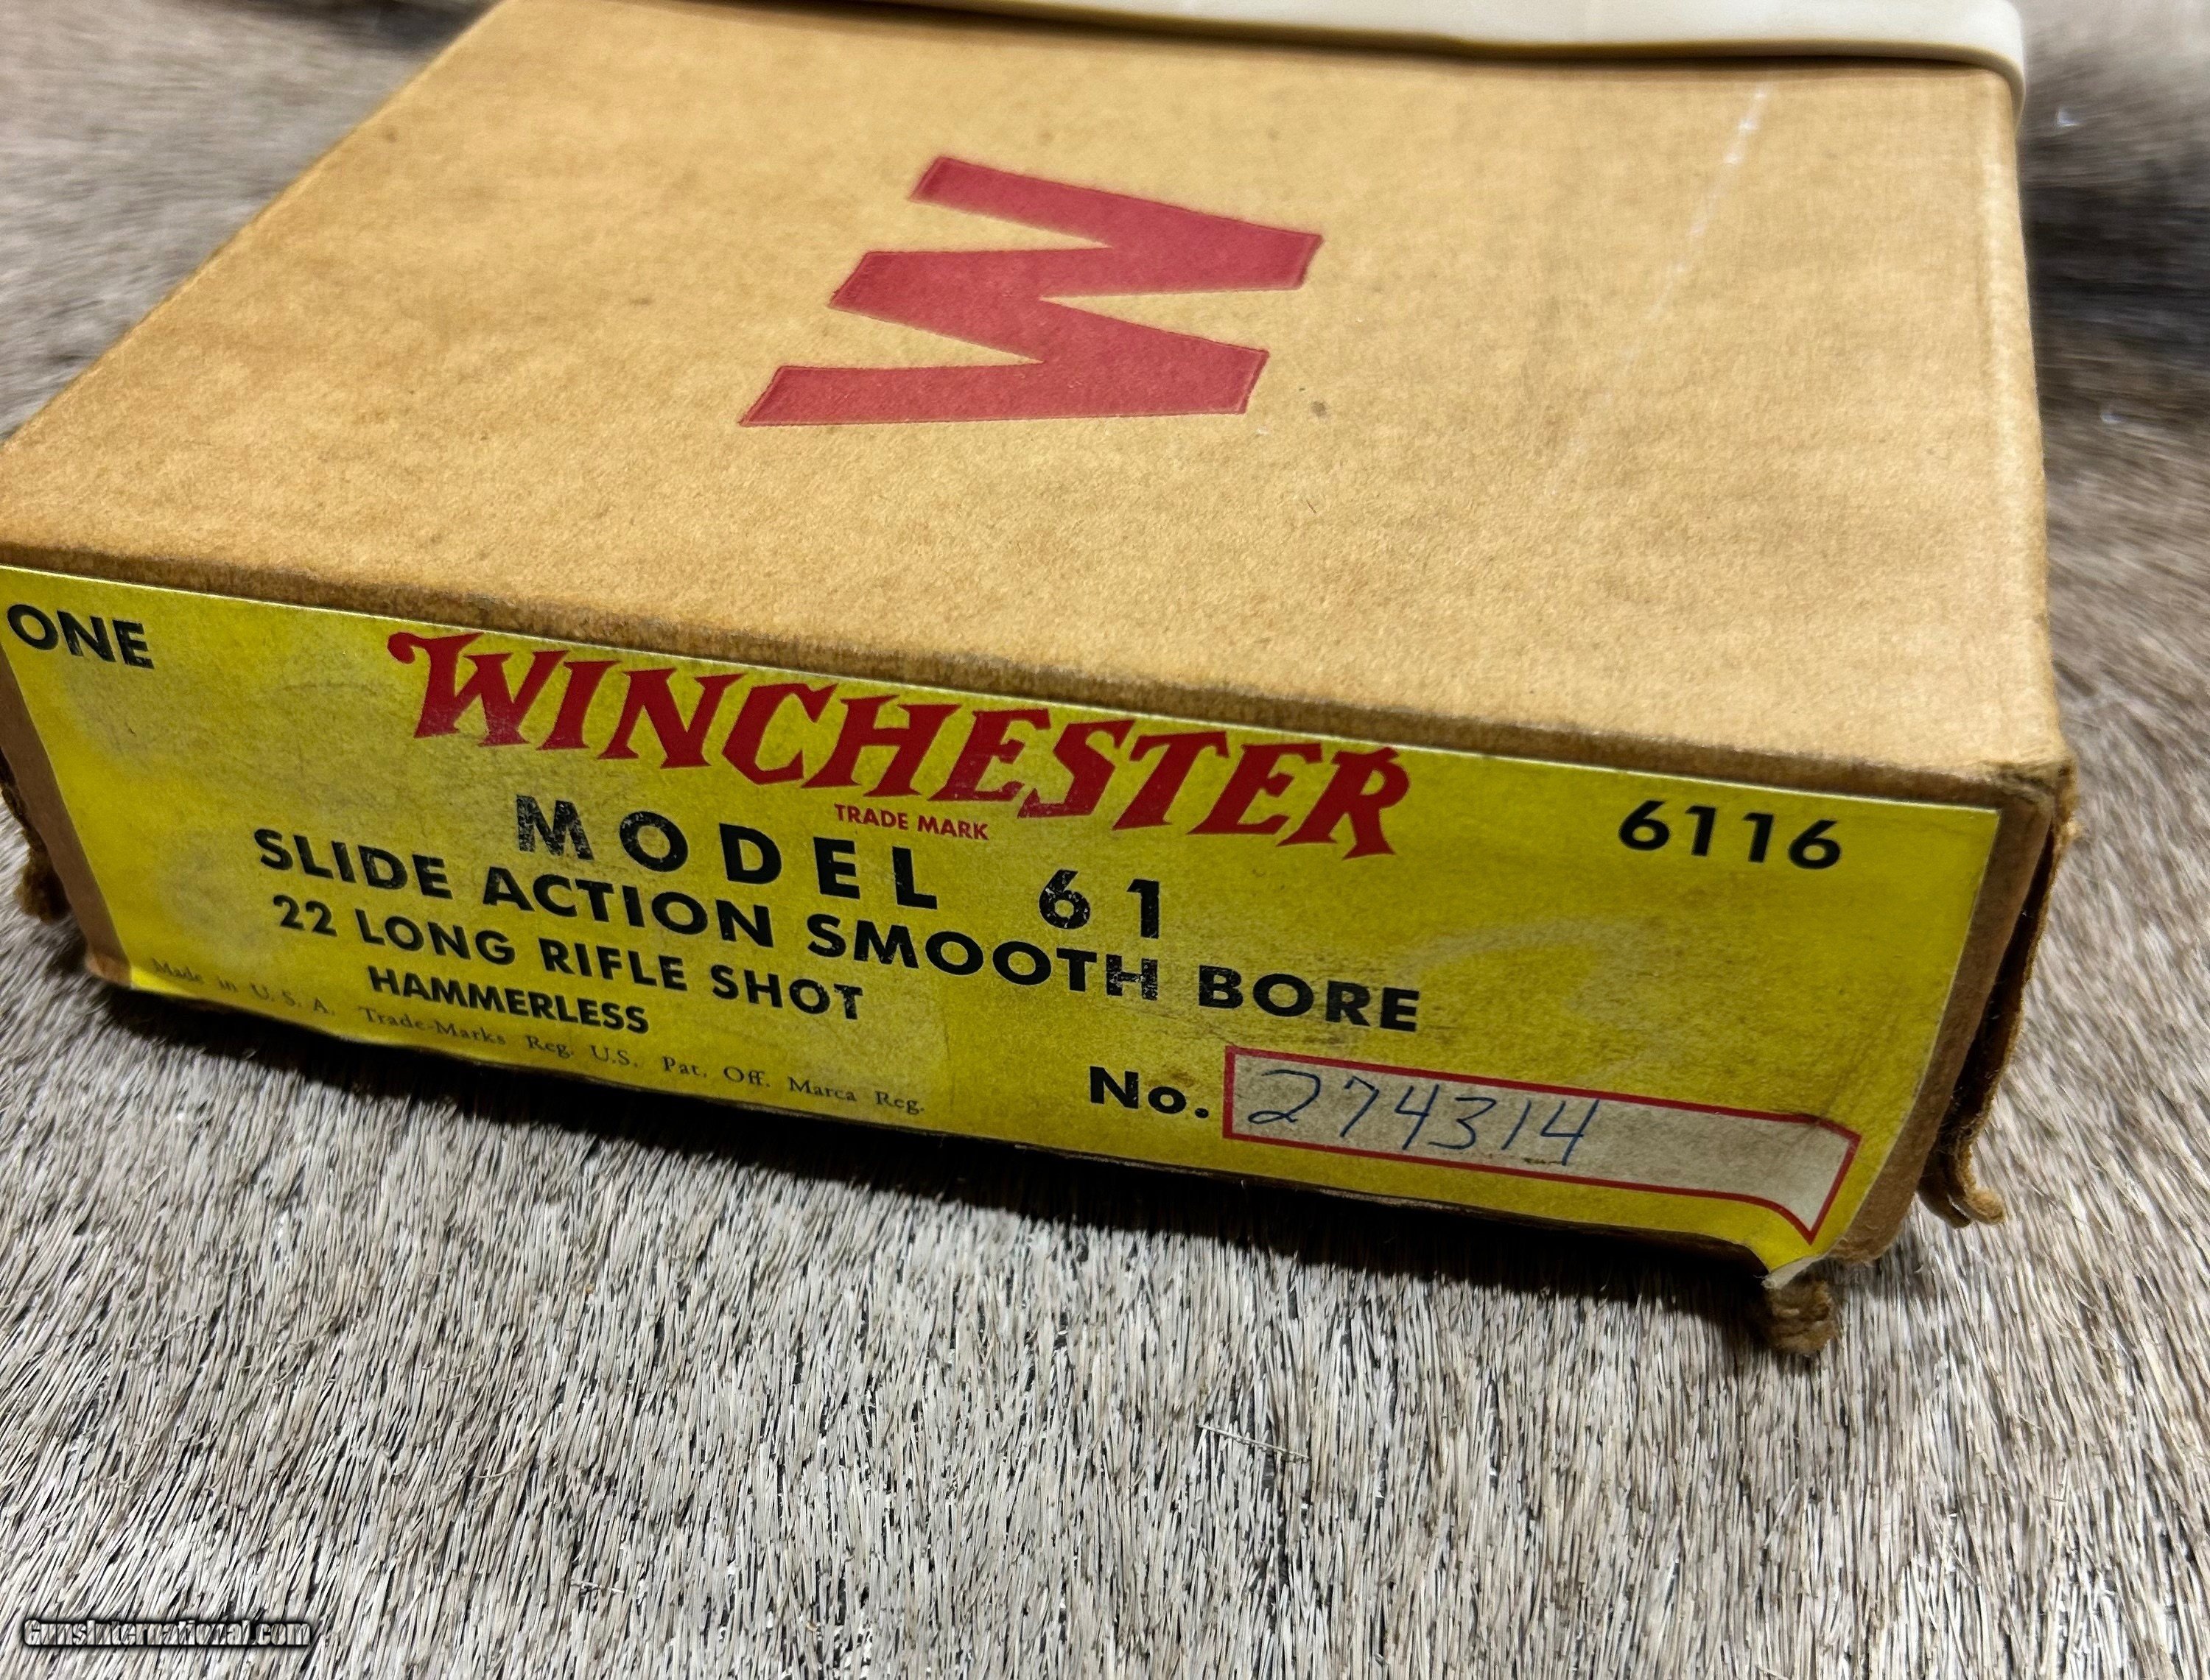 W
ONE
WINCHESTER
6116
TRADE MARK
MODEL 61
SLIDE ACTION SMOOTH BORE
22 LONG RIFLE SHOT
HAMMERLESS
No. 274314
Made in U. S. A. Trade-Marks Reg. U.S. Pat. Off. Marca Reg.
GunsInternational.com